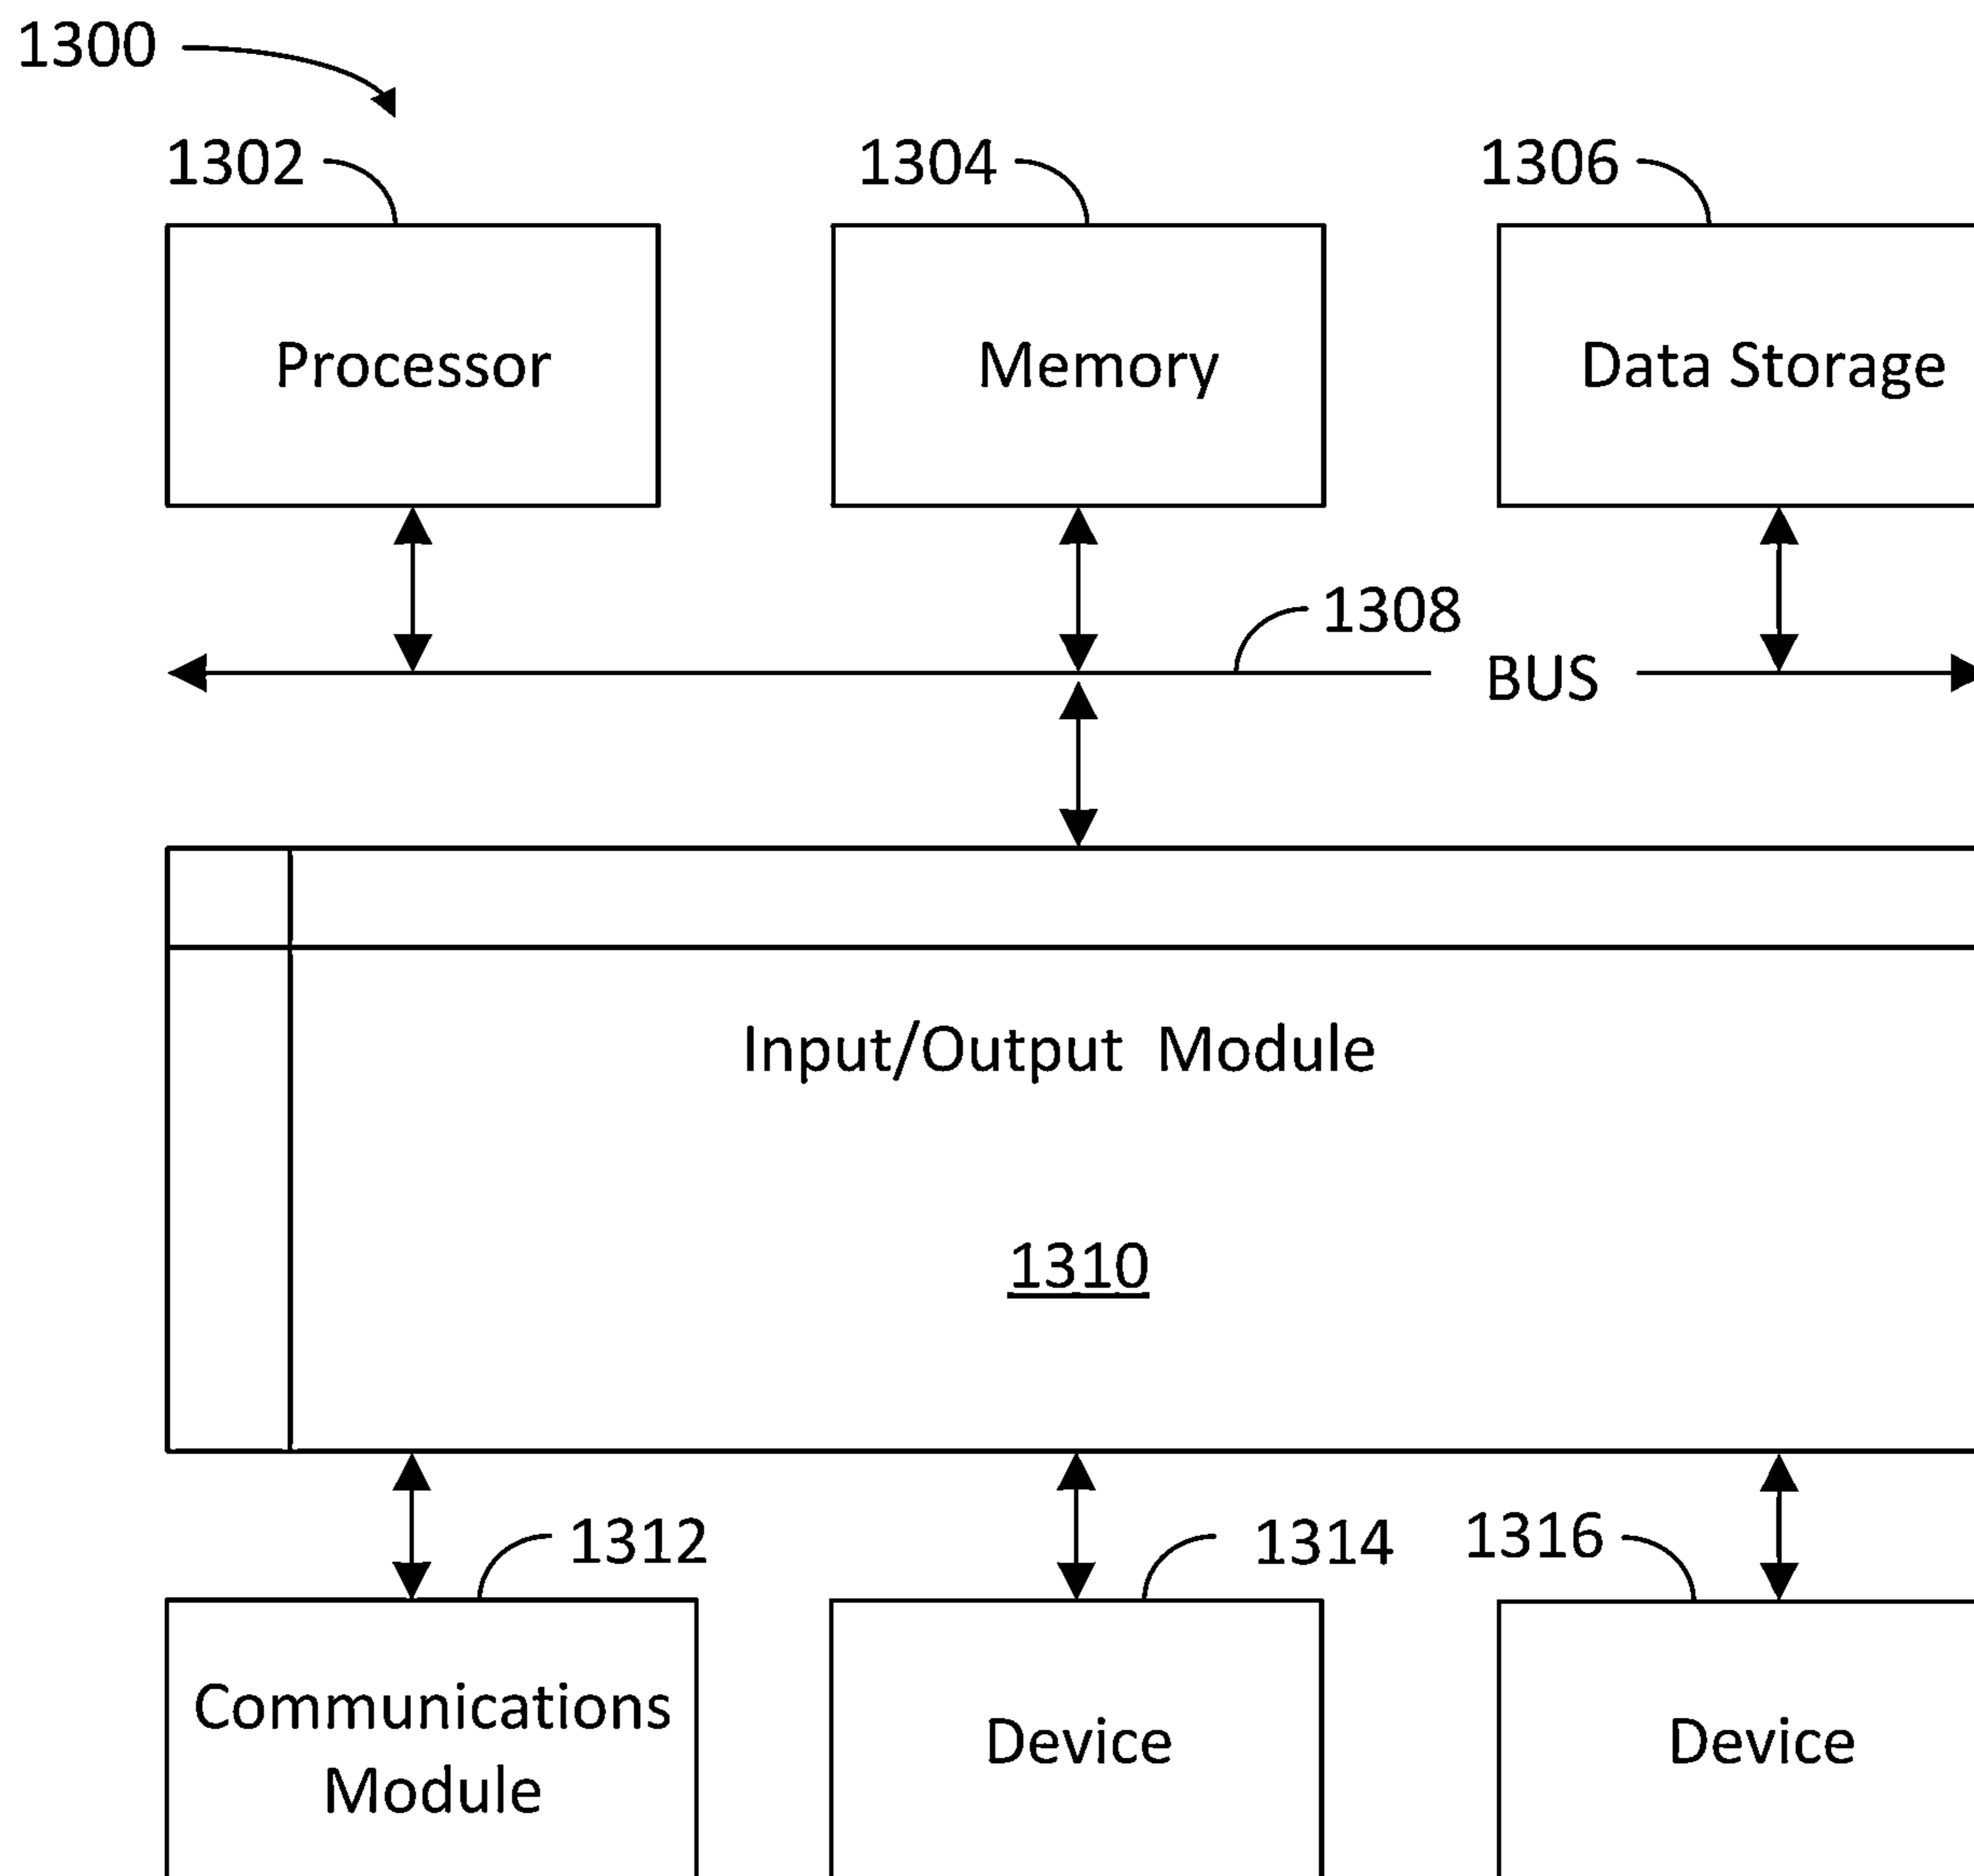 1300
1302
1304
1306
Processor
Memory
Data Storage
1308
BUS
Input/Output Module
1310
1312
1314
1316
Communications
Module
Device
Device